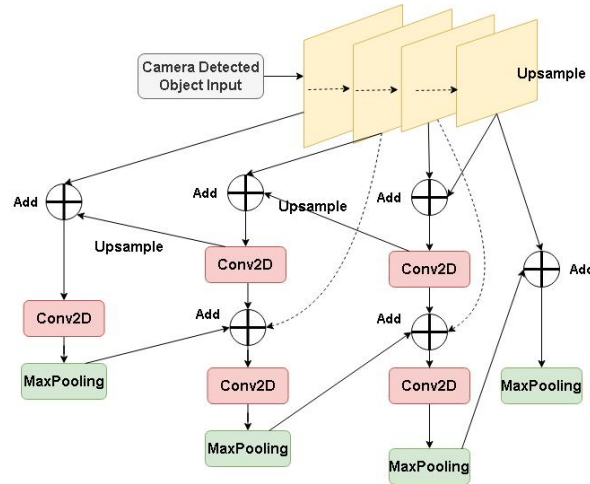 Camera Detected
Object Input
Upsample
Add
Add
Upsample
Add
Upsample
Conv2D
Conv2D
Add
Conv2D
Add
Add
MaxPooling
Conv2D
Conv2D
MaxPooling
MaxPooling
MaxPooling